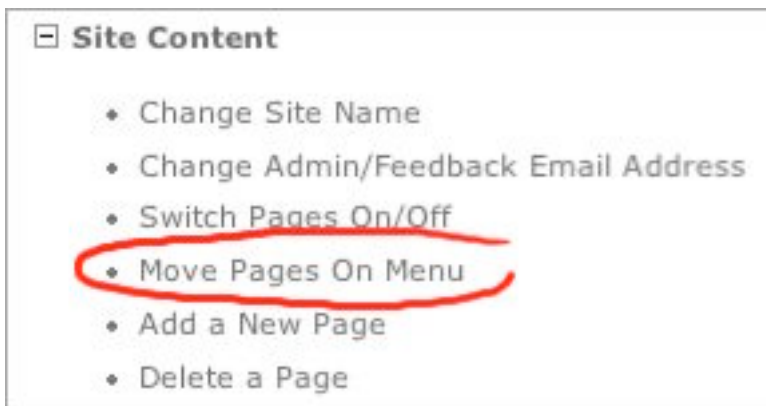 Site Content
Change Site Name
Change Admin/Feedback Email Address
Switch Pages On/Off
Move Pages On Menu
Add a New Page
Delete a Page